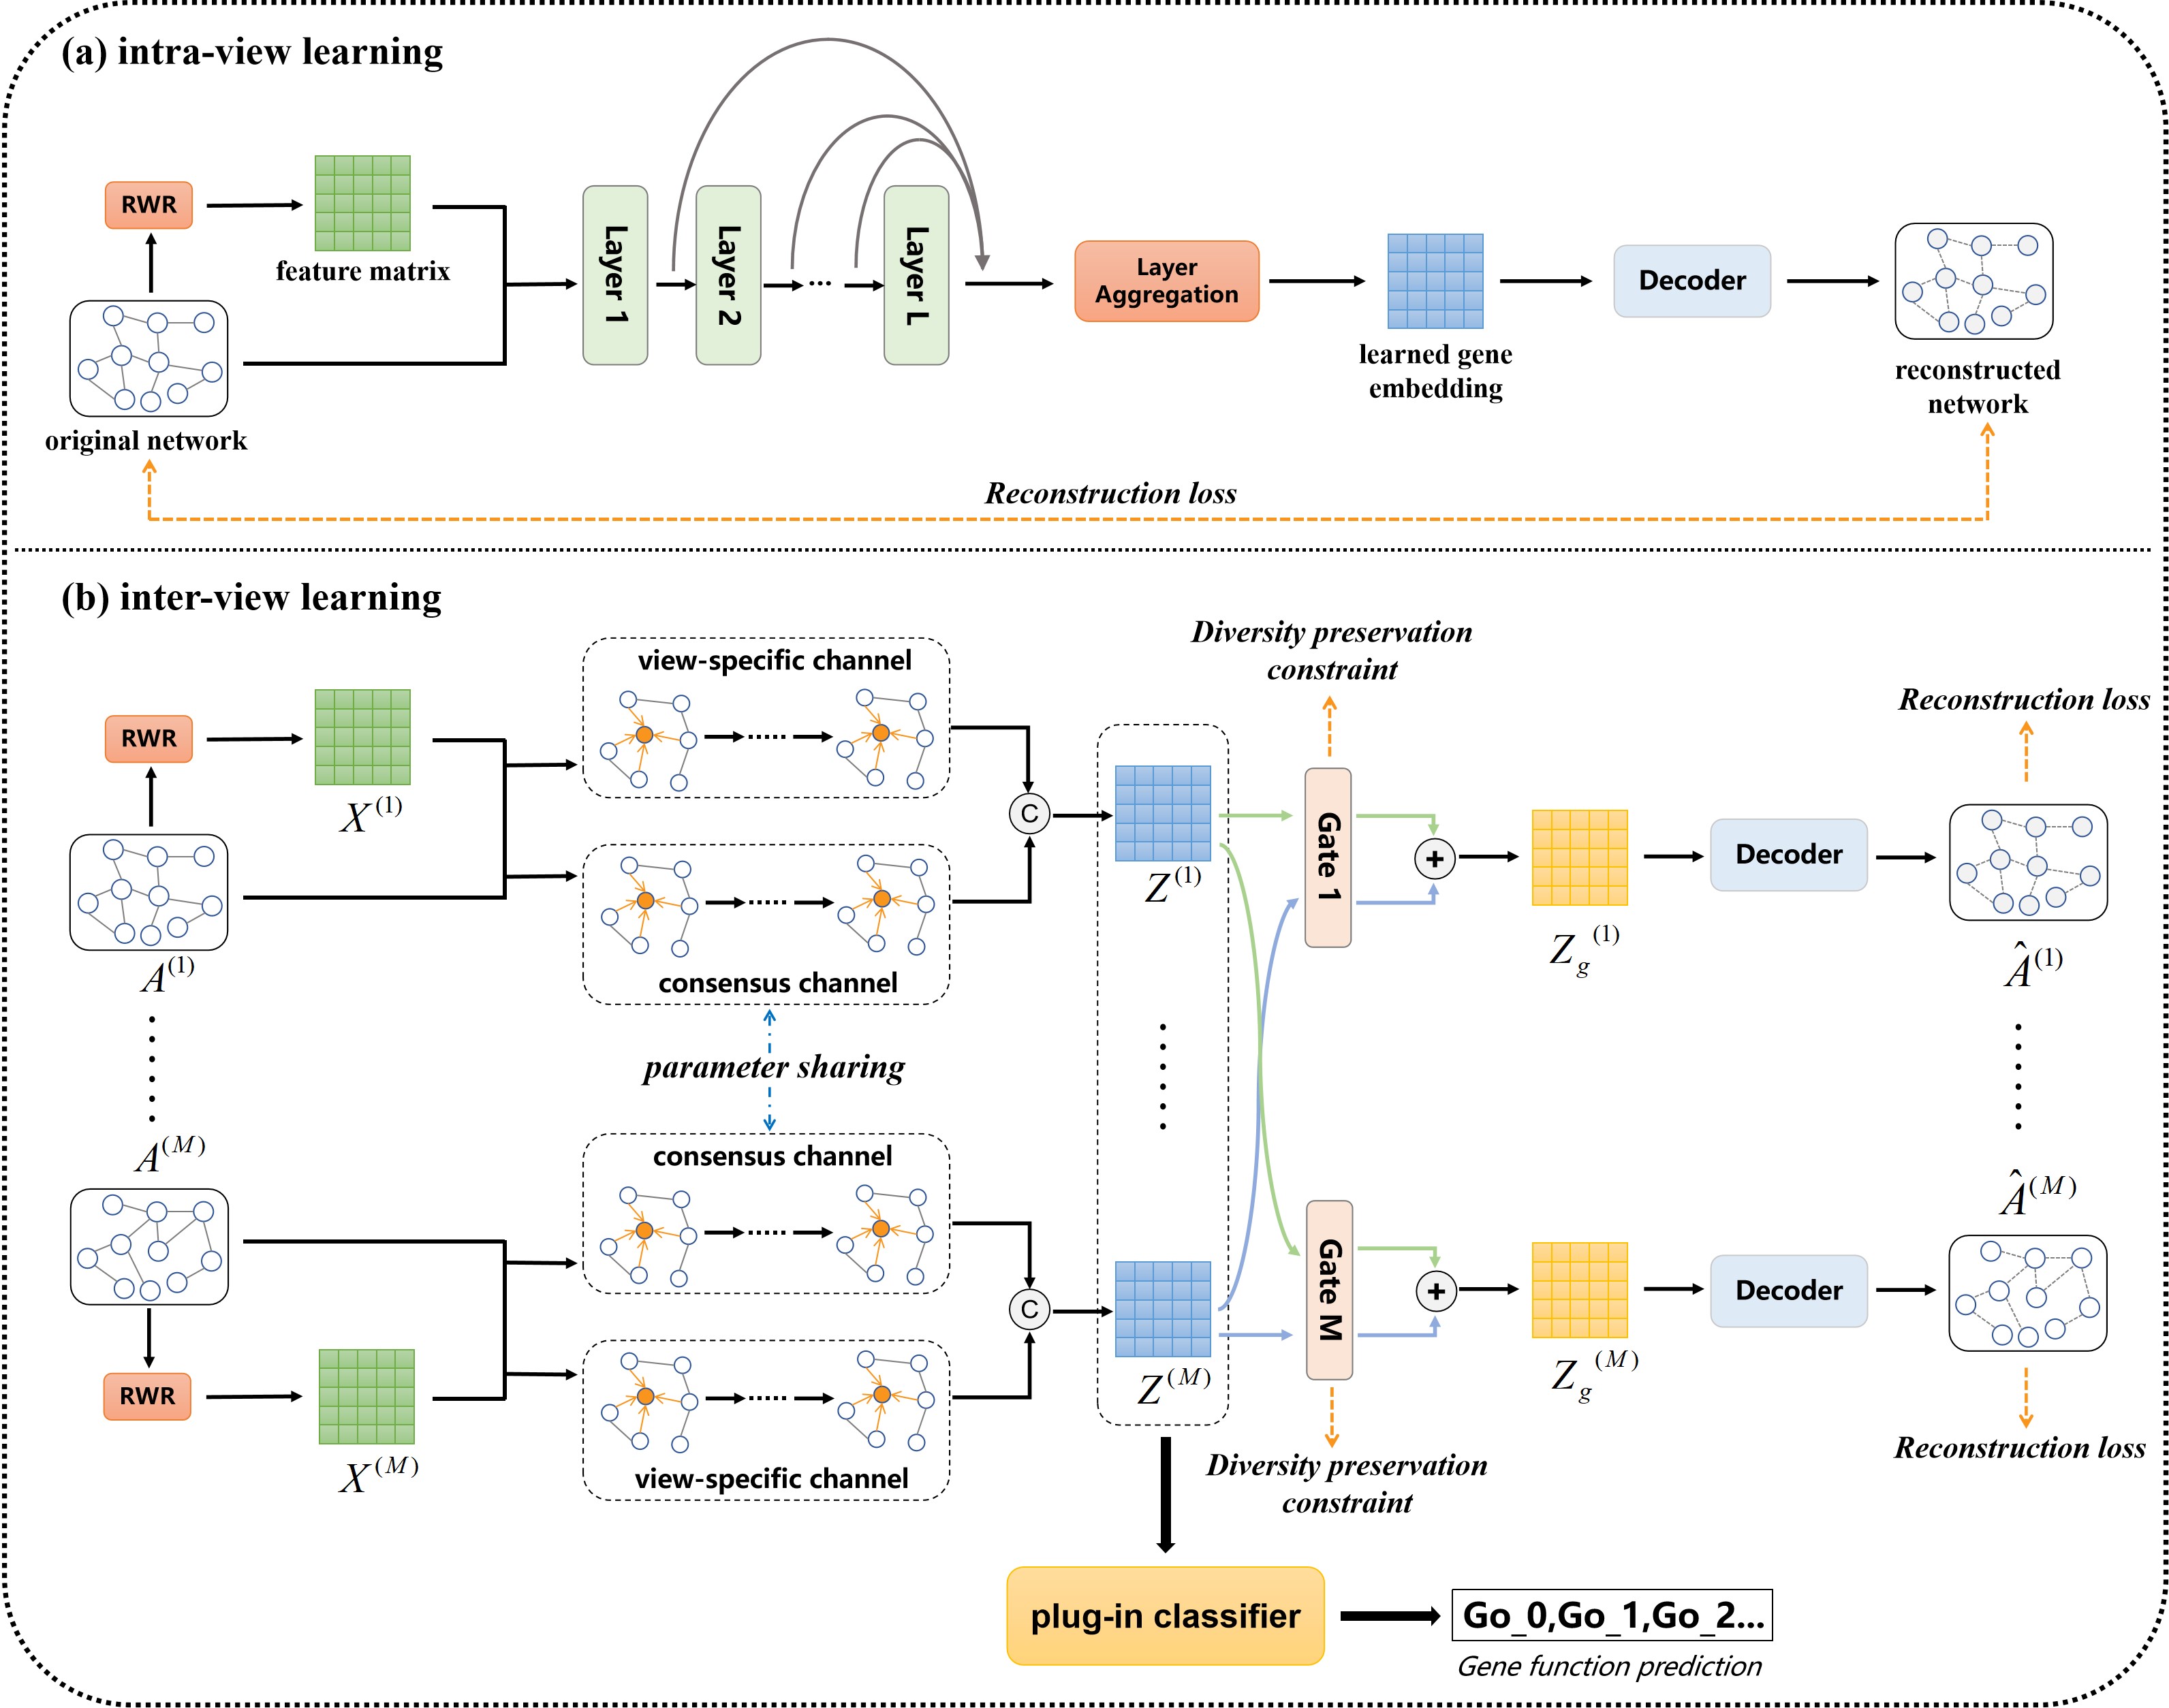 (a) intra-view learning
RWR
feature matrix
original network
Layer 1
Layer 2
...
Layer L
Layer
Aggregation
learned gene
embedding
Decoder
reconstructed
network
Reconstruction loss
(b) inter-view learning
RWR
X^{(1)}
A^{(1)}
view-specific channel
consensus channel
parameter sharing
A^{(M)}
RWR
X^{(M)}
consensus channel
view-specific channel
C
C
Z^{(1)}
Z^{(M)}
Diversity preservation
constraint
Gate 1
+
Z_g^{(1)}
Decoder
Reconstruction loss
Â^{(1)}
Gate M
+
Z_g^{(M)}
Decoder
Â^{(M)}
Reconstruction loss
Diversity preservation
constraint
plug-in classifier
Go_0,Go_1,Go_2...
Gene function prediction